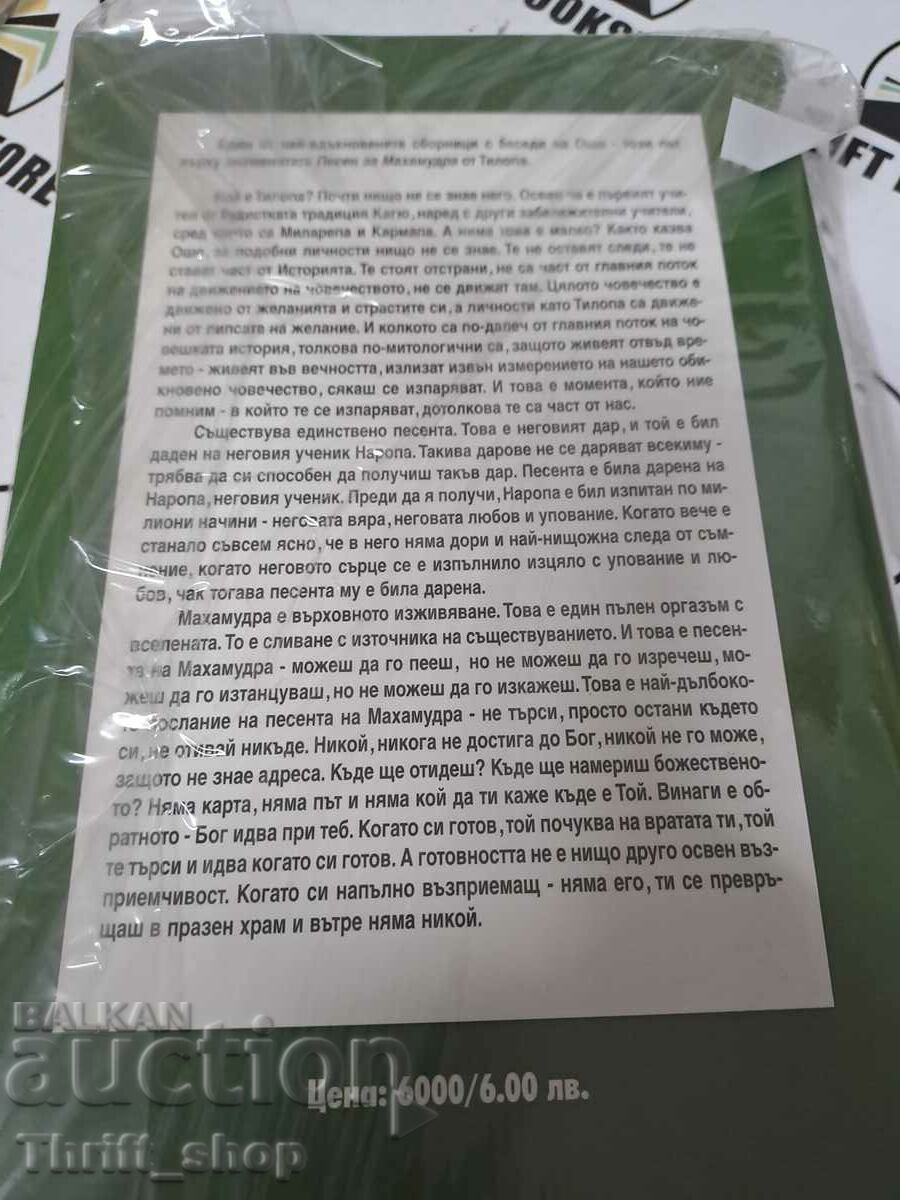 OOKS
Един от най-вдъхновените сборници с беседи на Ошо - този път
върху знаменитата Песен за Махамудра от Тилопа.
Кой е Тилопа? Почти нищо не се знае него. Освен че е първият учи-
тел от будистката традиция Кагю, наред с други забележителни учители,
сред които са Миларепа и Кармапа. А нима това е малко? Както казва
Ошо, за подобни личности нищо не се знае. Те не оставят следи, те не
стават част от Историята. Те стоят отстрани, не са част от главния поток
на движението на човечеството, не се движат там. Цялото човечество е
движено от желанията и страстите си, а личности като Тилопа са движе-
ни от липсата на желание. И колкото са по-далеч от главния поток на чо-
вешката история, толкова по-митологични са, защото живеят отвъд вре-
мето - живеят във вечността, излизат извън измерението на нашето оби-
кновено човечество, сякаш се изпаряват. И това е момента, който ние
помним - в който те се изпаряват, дотолкова те са част от нас.
Съществува единствено песента. Това е неговият дар, и той е бил
даден на неговия ученик Наропа. Такива дарове не се даряват всекиму -
трябва да си способен да получиш такъв дар. Песента е била дарена на
Наропа, неговия ученик. Преди да я получи, Наропа е бил изпитан по ми-
лиони начини - неговата вяра, неговата любов и упование. Когато вече е
станало съвсем ясно, че в него няма дори и най-нищожна следа от съм-
нение, когато неговото сърце се е изпълнило изцяло с упование и лю-
бов, чак тогава песента му е била дарена.
Махамудра е върховното изживяване. Това е един пълен оргазъм с
вселената. То е сливане с източника на съществуването. И това е песен-
та на Махамудра - можеш да го пееш, но не можеш да го изречеш, мо-
жеш да го изтанцуваш, но не можеш да го изкажеш. Това е най-дълбоко-
то послание на песента на Махамудра - не търси, просто остани където
си, не отивай никъде. Никой, никога не достига до Бог, никой не го може,
защото не знае адреса. Къде ще отидеш? Къде ще намериш божествено-
то? Няма карта, няма път и няма кой да ти каже къде е Той. Винаги е об-
ратното - Бог идва при теб. Когато си готов, той почуква на вратата ти, той
те търси и идва когато си готов. А готовността не е нищо друго освен въз-
приемчивост. Когато си напълно възприемащ - няма его, ти се превръ-
щаш в празен храм и вътре няма никой.
Цена: 6000/6.00 лв.
BALKAN
auction
Thrift_shop